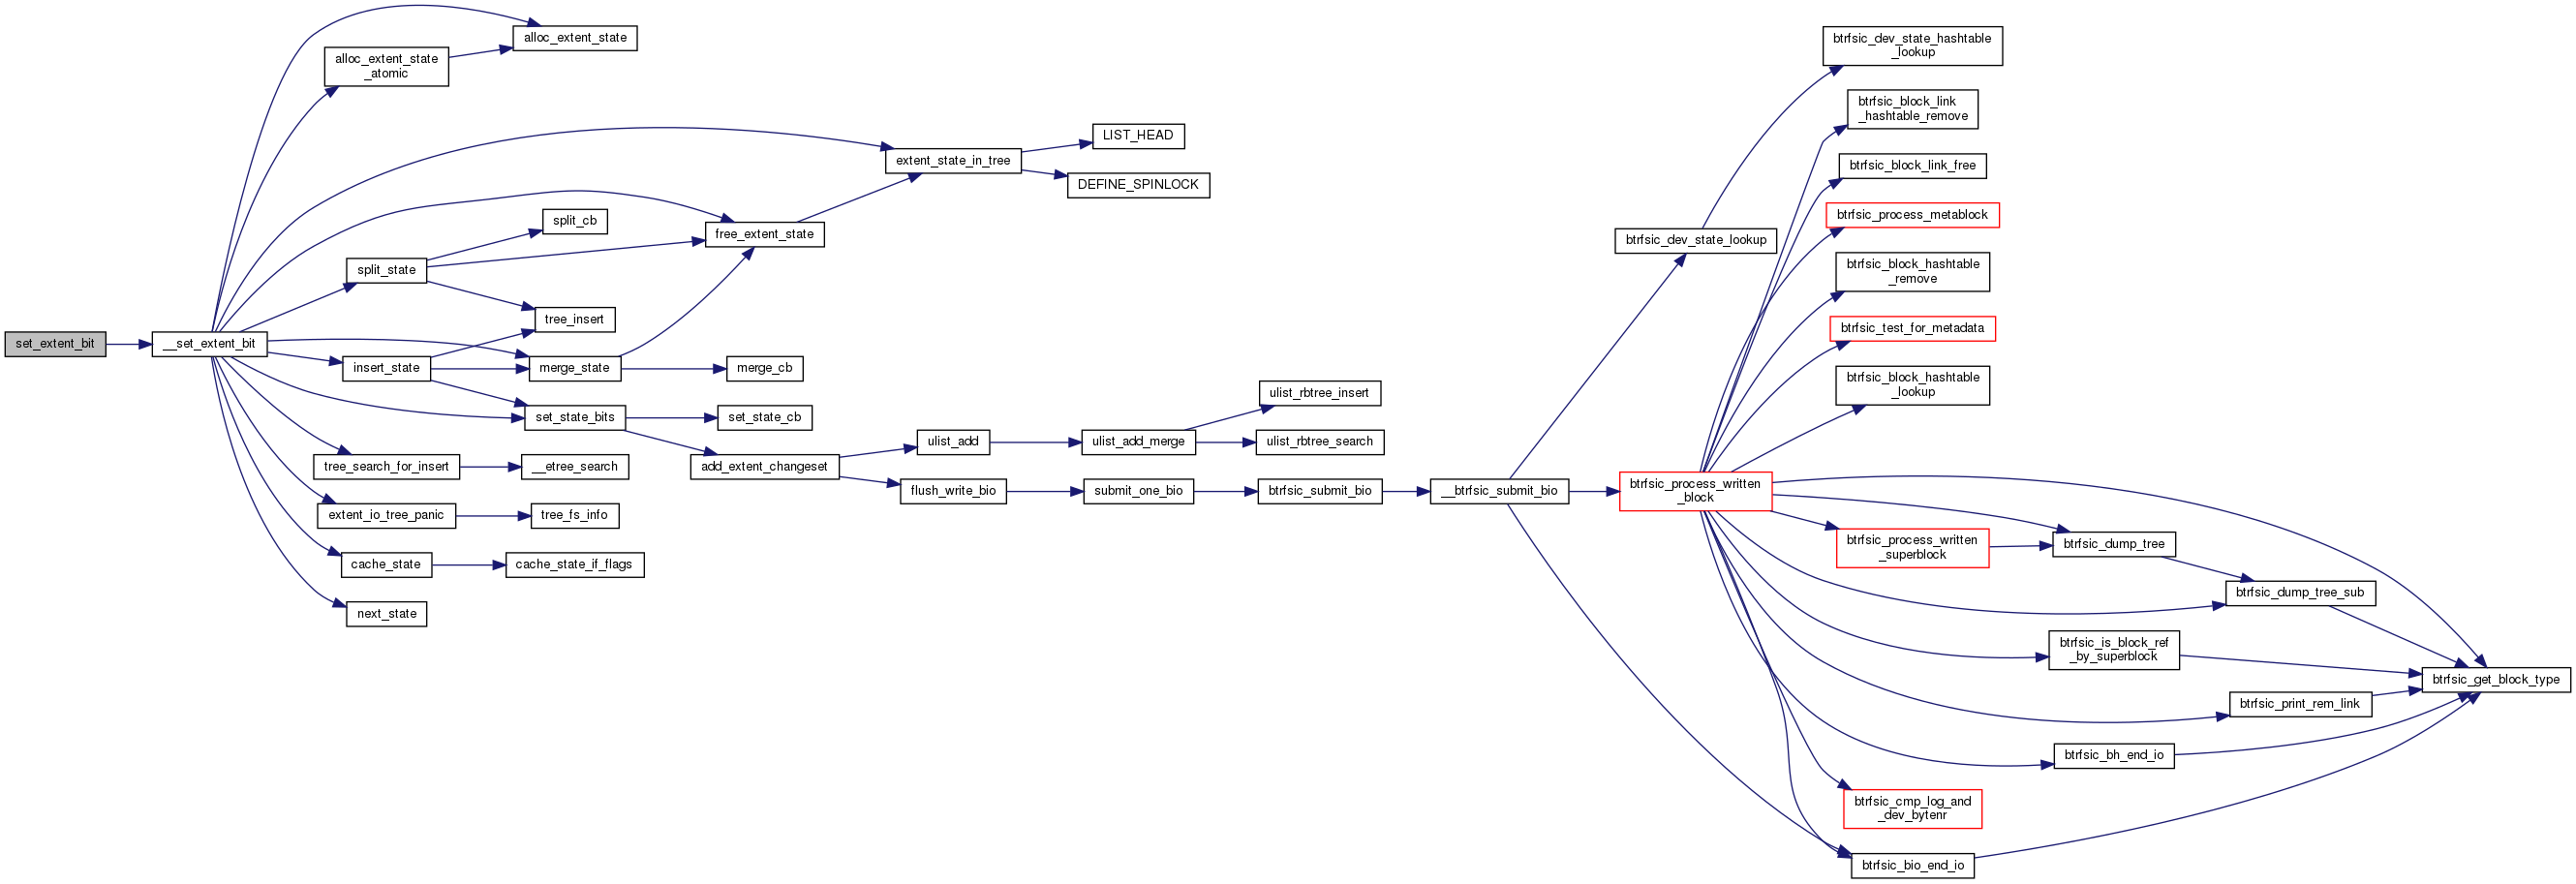 set_extent_bit
__set_extent_bit
alloc_extent_state
alloc_extent_state
_atomic
extent_state_in_tree
LIST_HEAD
DEFINE_SPINLOCK
free_extent_state
split_state
split_cb
tree_insert
insert_state
merge_state
merge_cb
set_state_bits
set_state_cb
add_extent_changeset
ulist_add
ulist_add_merge
ulist_rbtree_insert
ulist_rbtree_search
flush_write_bio
submit_one_bio
btrfsic_submit_bio
__btrfsic_submit_bio
tree_search_for_insert
__etree_search
extent_io_tree_panic
tree_fs_info
cache_state
cache_state_if_flags
next_state
btrfsic_dev_state_lookup
btrfsic_dev_state_hashtable
_lookup
btrfsic_process_written
_block
btrfsic_block_link
_hashtable_remove
btrfsic_block_link_free
btrfsic_process_metablock
btrfsic_block_hashtable
_remove
btrfsic_test_for_metadata
btrfsic_block_hashtable
_lookup
btrfsic_process_written
_superblock
btrfsic_dump_tree
btrfsic_dump_tree_sub
btrfsic_is_block_ref
_by_superblock
btrfsic_get_block_type
btrfsic_print_rem_link
btrfsic_bh_end_io
btrfsic_cmp_log_and
_dev_bytenr
btrfsic_bio_end_io